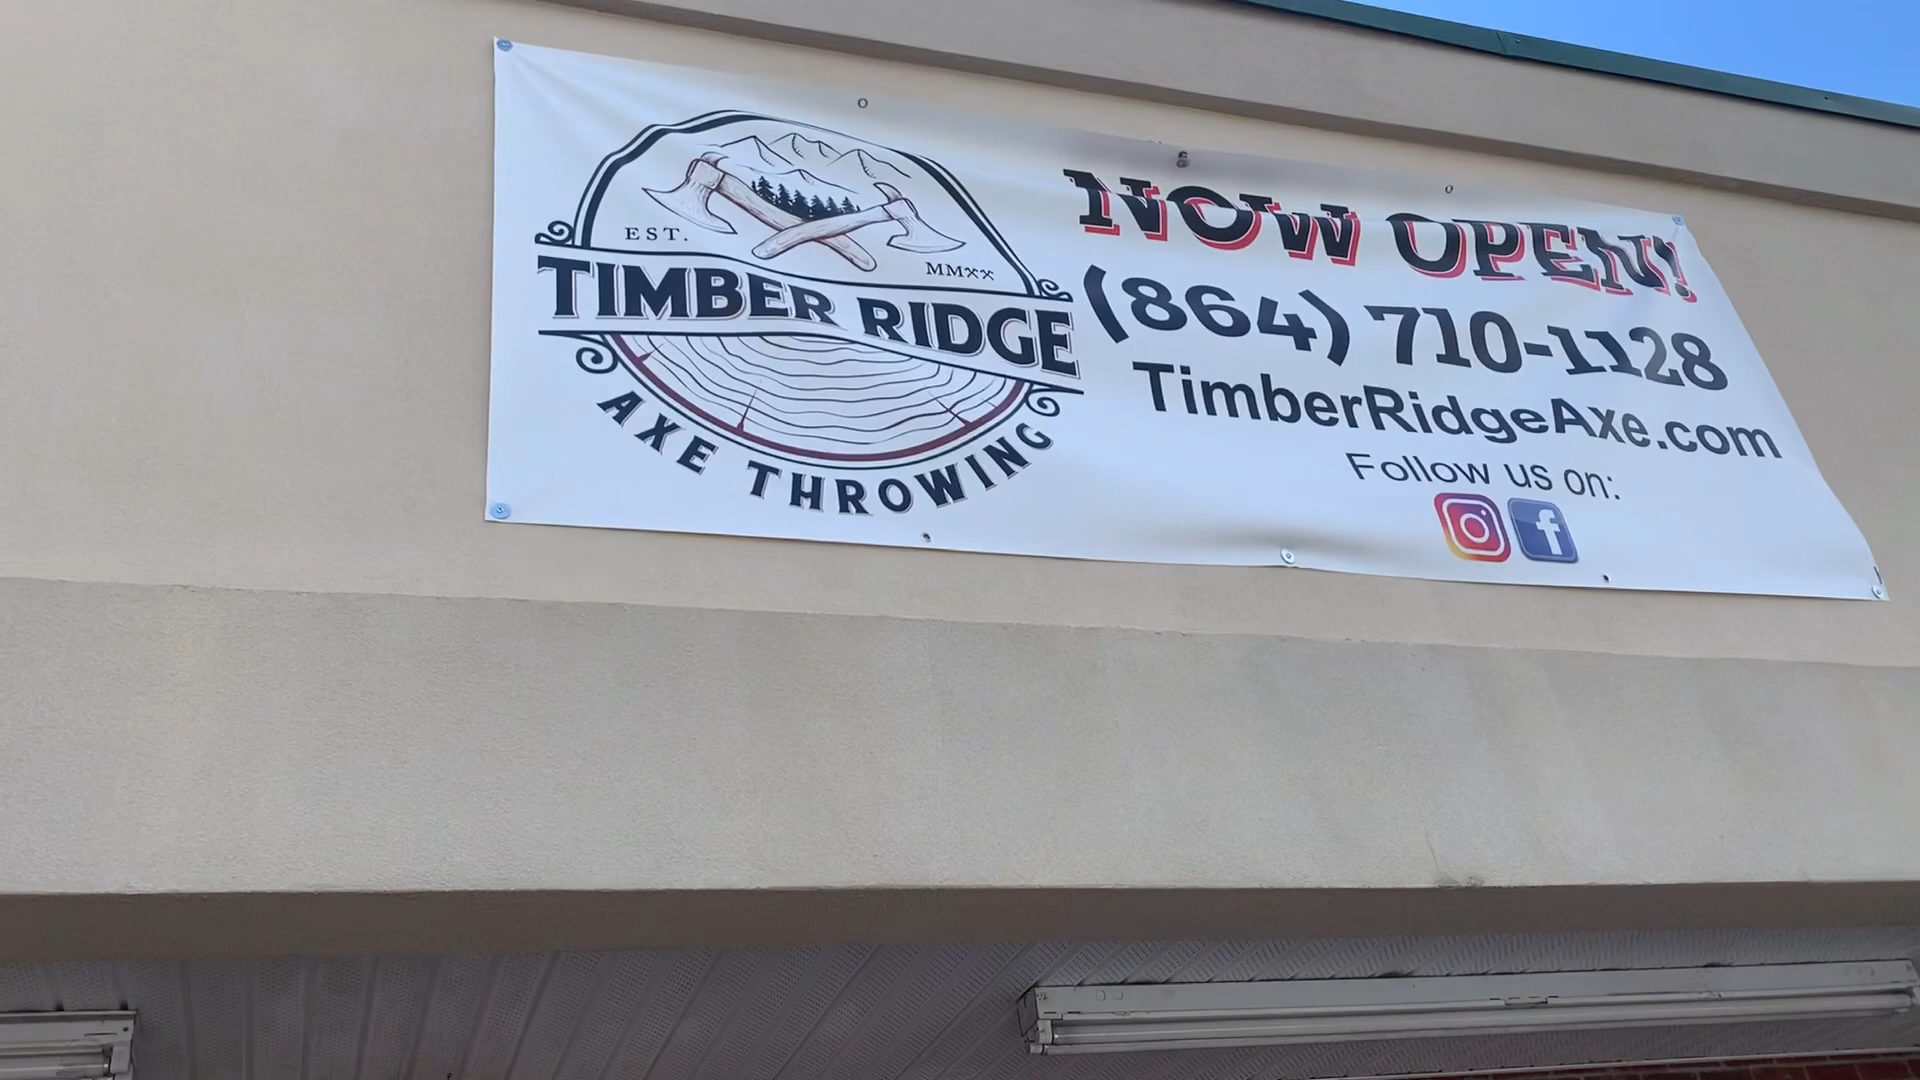 EST.
MMXX
TIMBER RIDGE
AXE THROWING
NOW OPEN!
(864) 710-1128
TimberRidgeAxe.com
Follow us on: